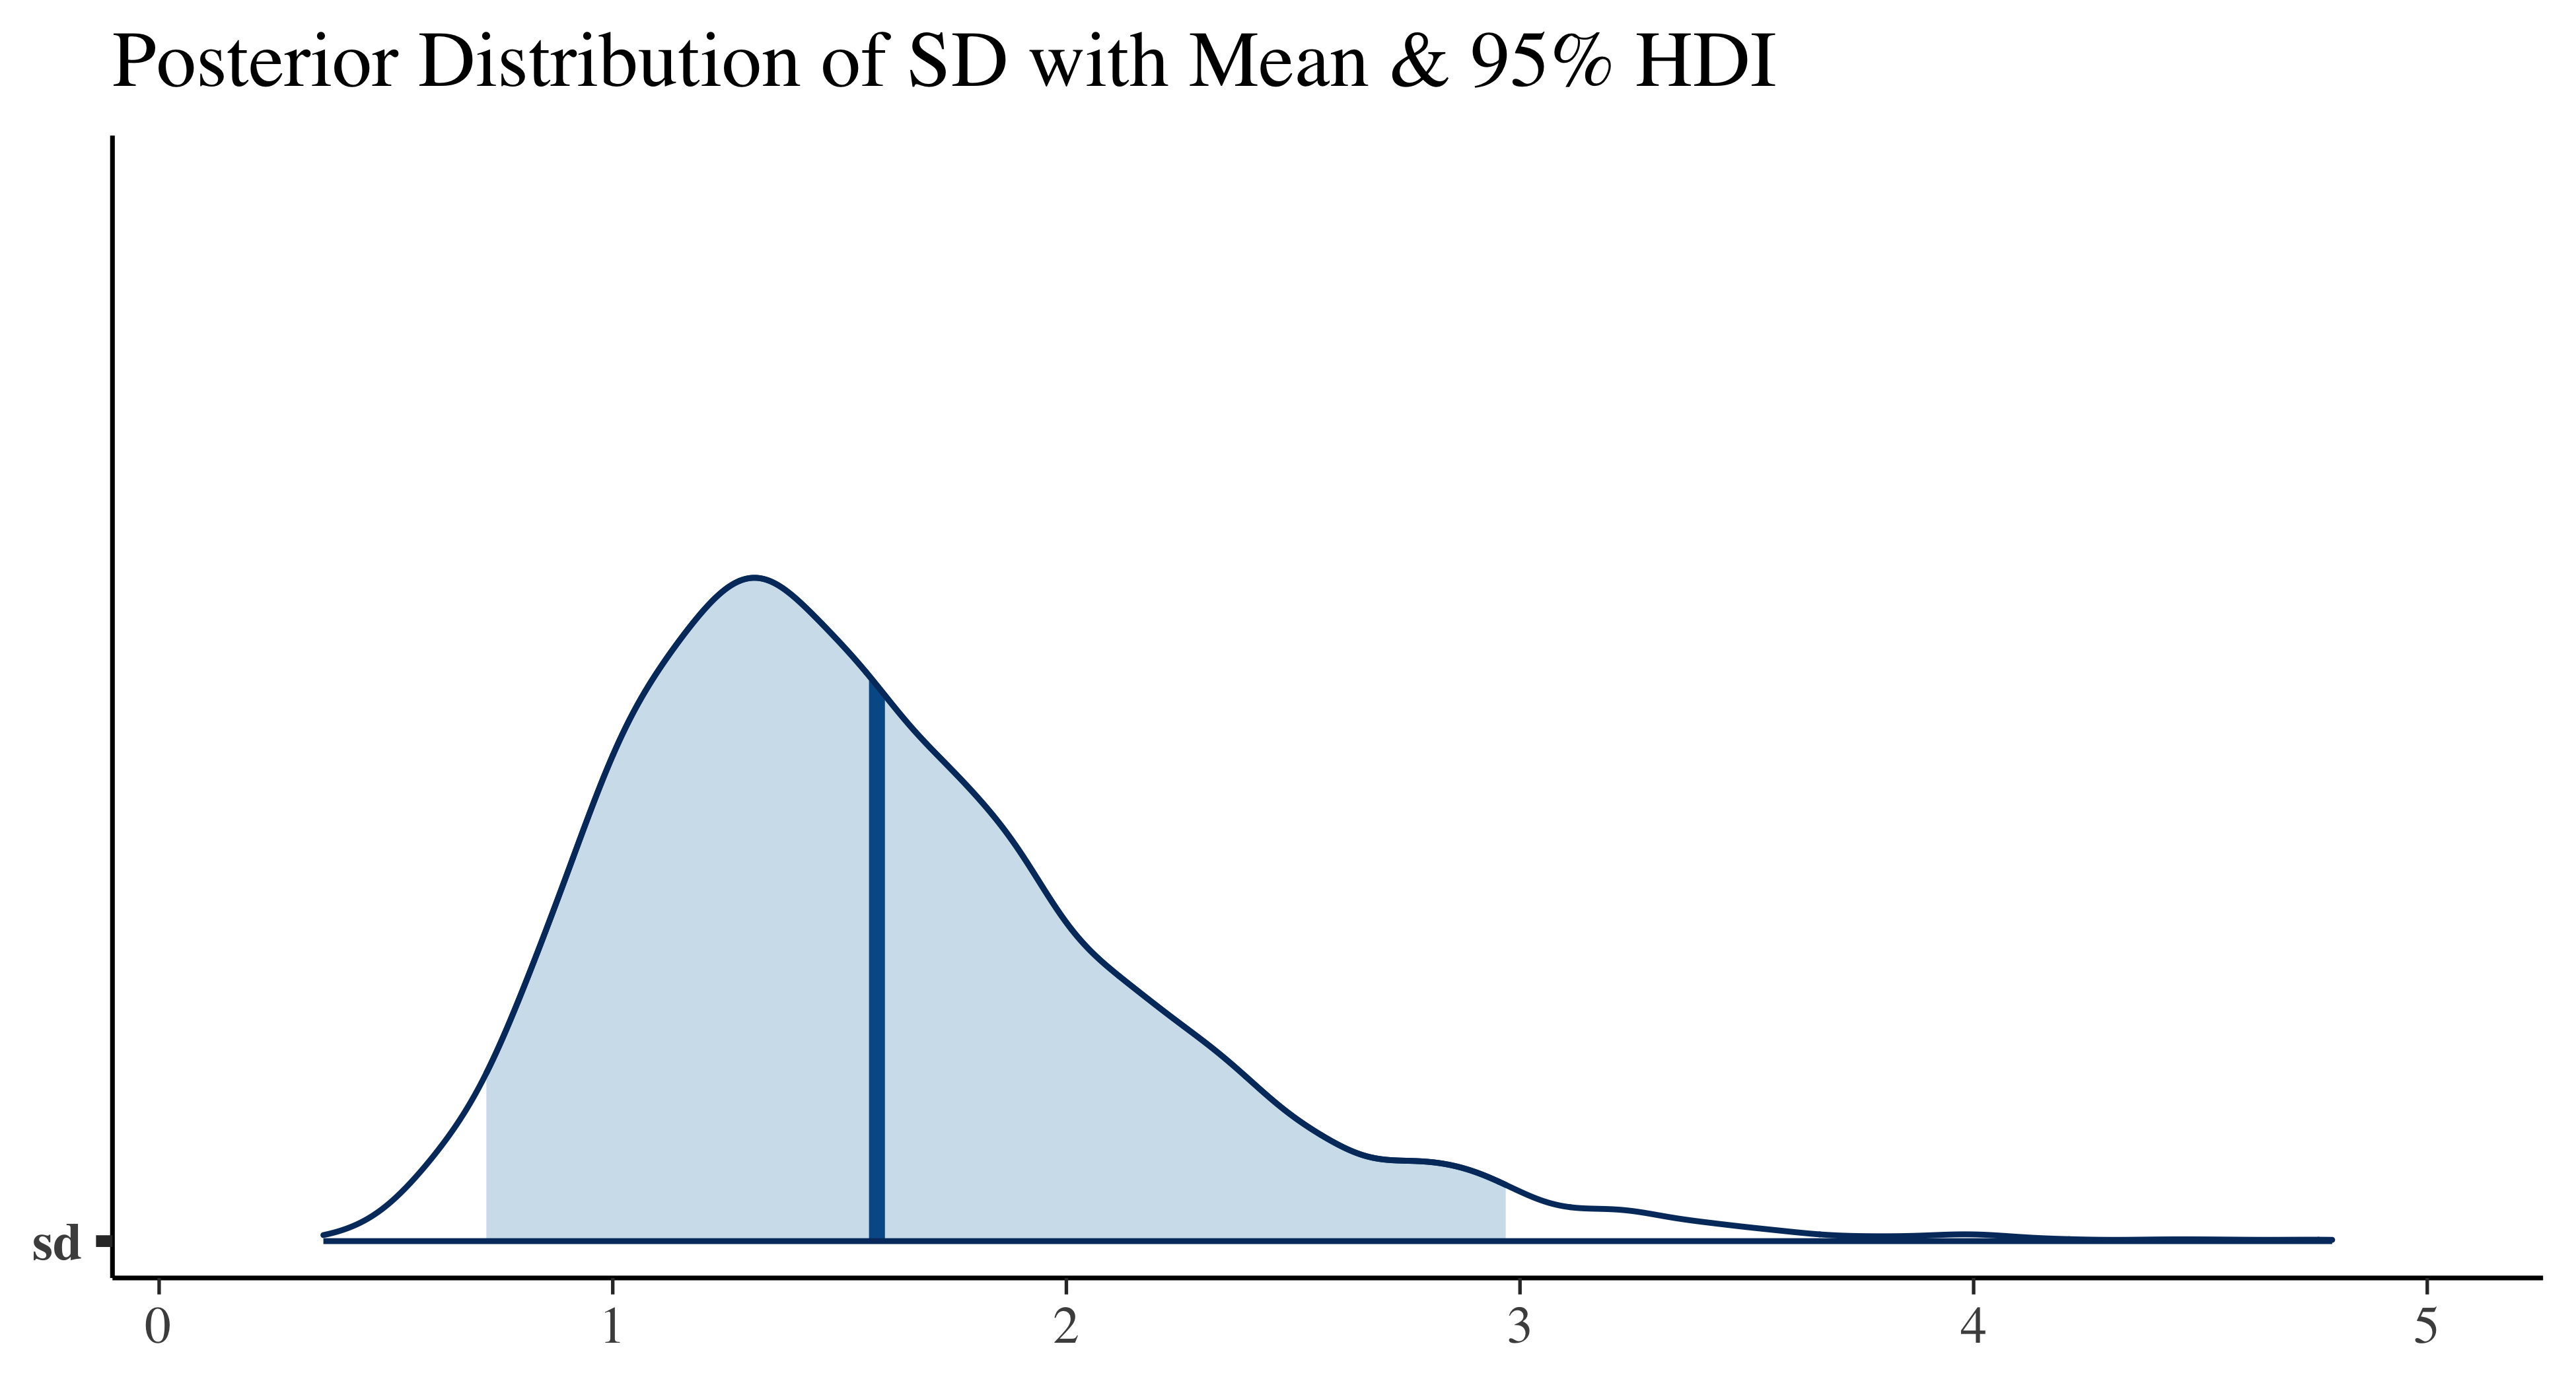 Posterior Distribution of SD with Mean & 95% HDI
sd
0 1 2 3 4 5